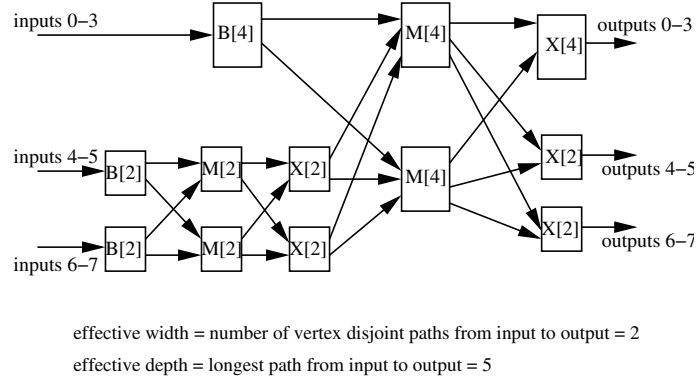 inputs 0−3
B[4]
M[4]
X[4]
outputs 0−3
inputs 4−5
B[2]
M[2]
X[2]
M[4]
X[2]
outputs 4−5
inputs 6−7
B[2]
M[2]
X[2]
X[2]
outputs 6−7
effective width = number of vertex disjoint paths from input to output = 2
effective depth = longest path from input to output = 5